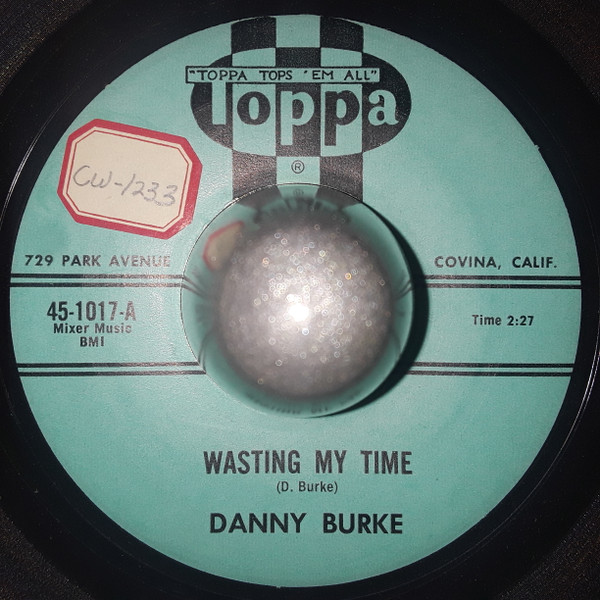 "TOPPA TOPS 'EM ALL"
Toppa
®
CW-1233
729 PARK AVENUE
COVINA, CALIF.
45-1017-A
Mixer Music
BMI
Time 2:27
WASTING MY TIME
(D. Burke)
DANNY BURKE